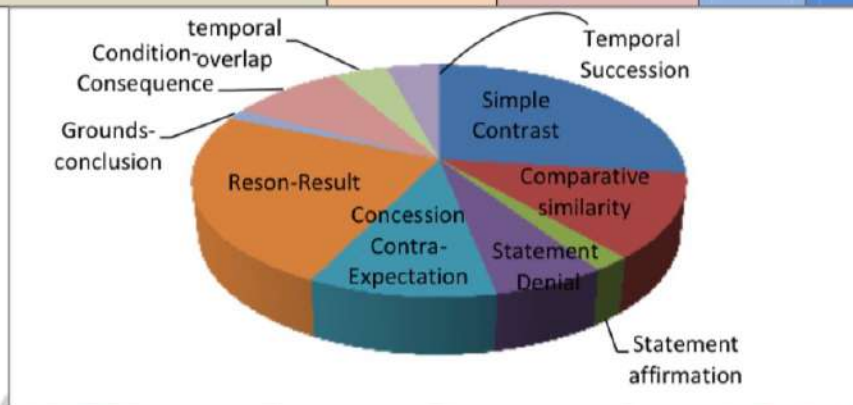 temporal
overlap
Temporal
Succession
Condition-
Consequence
Simple
Contrast
Grounds-
conclusion
Reson-Result
Comparative
similarity
Concession
Contra-
Expectation
Statement
Denial
Statement
affirmation